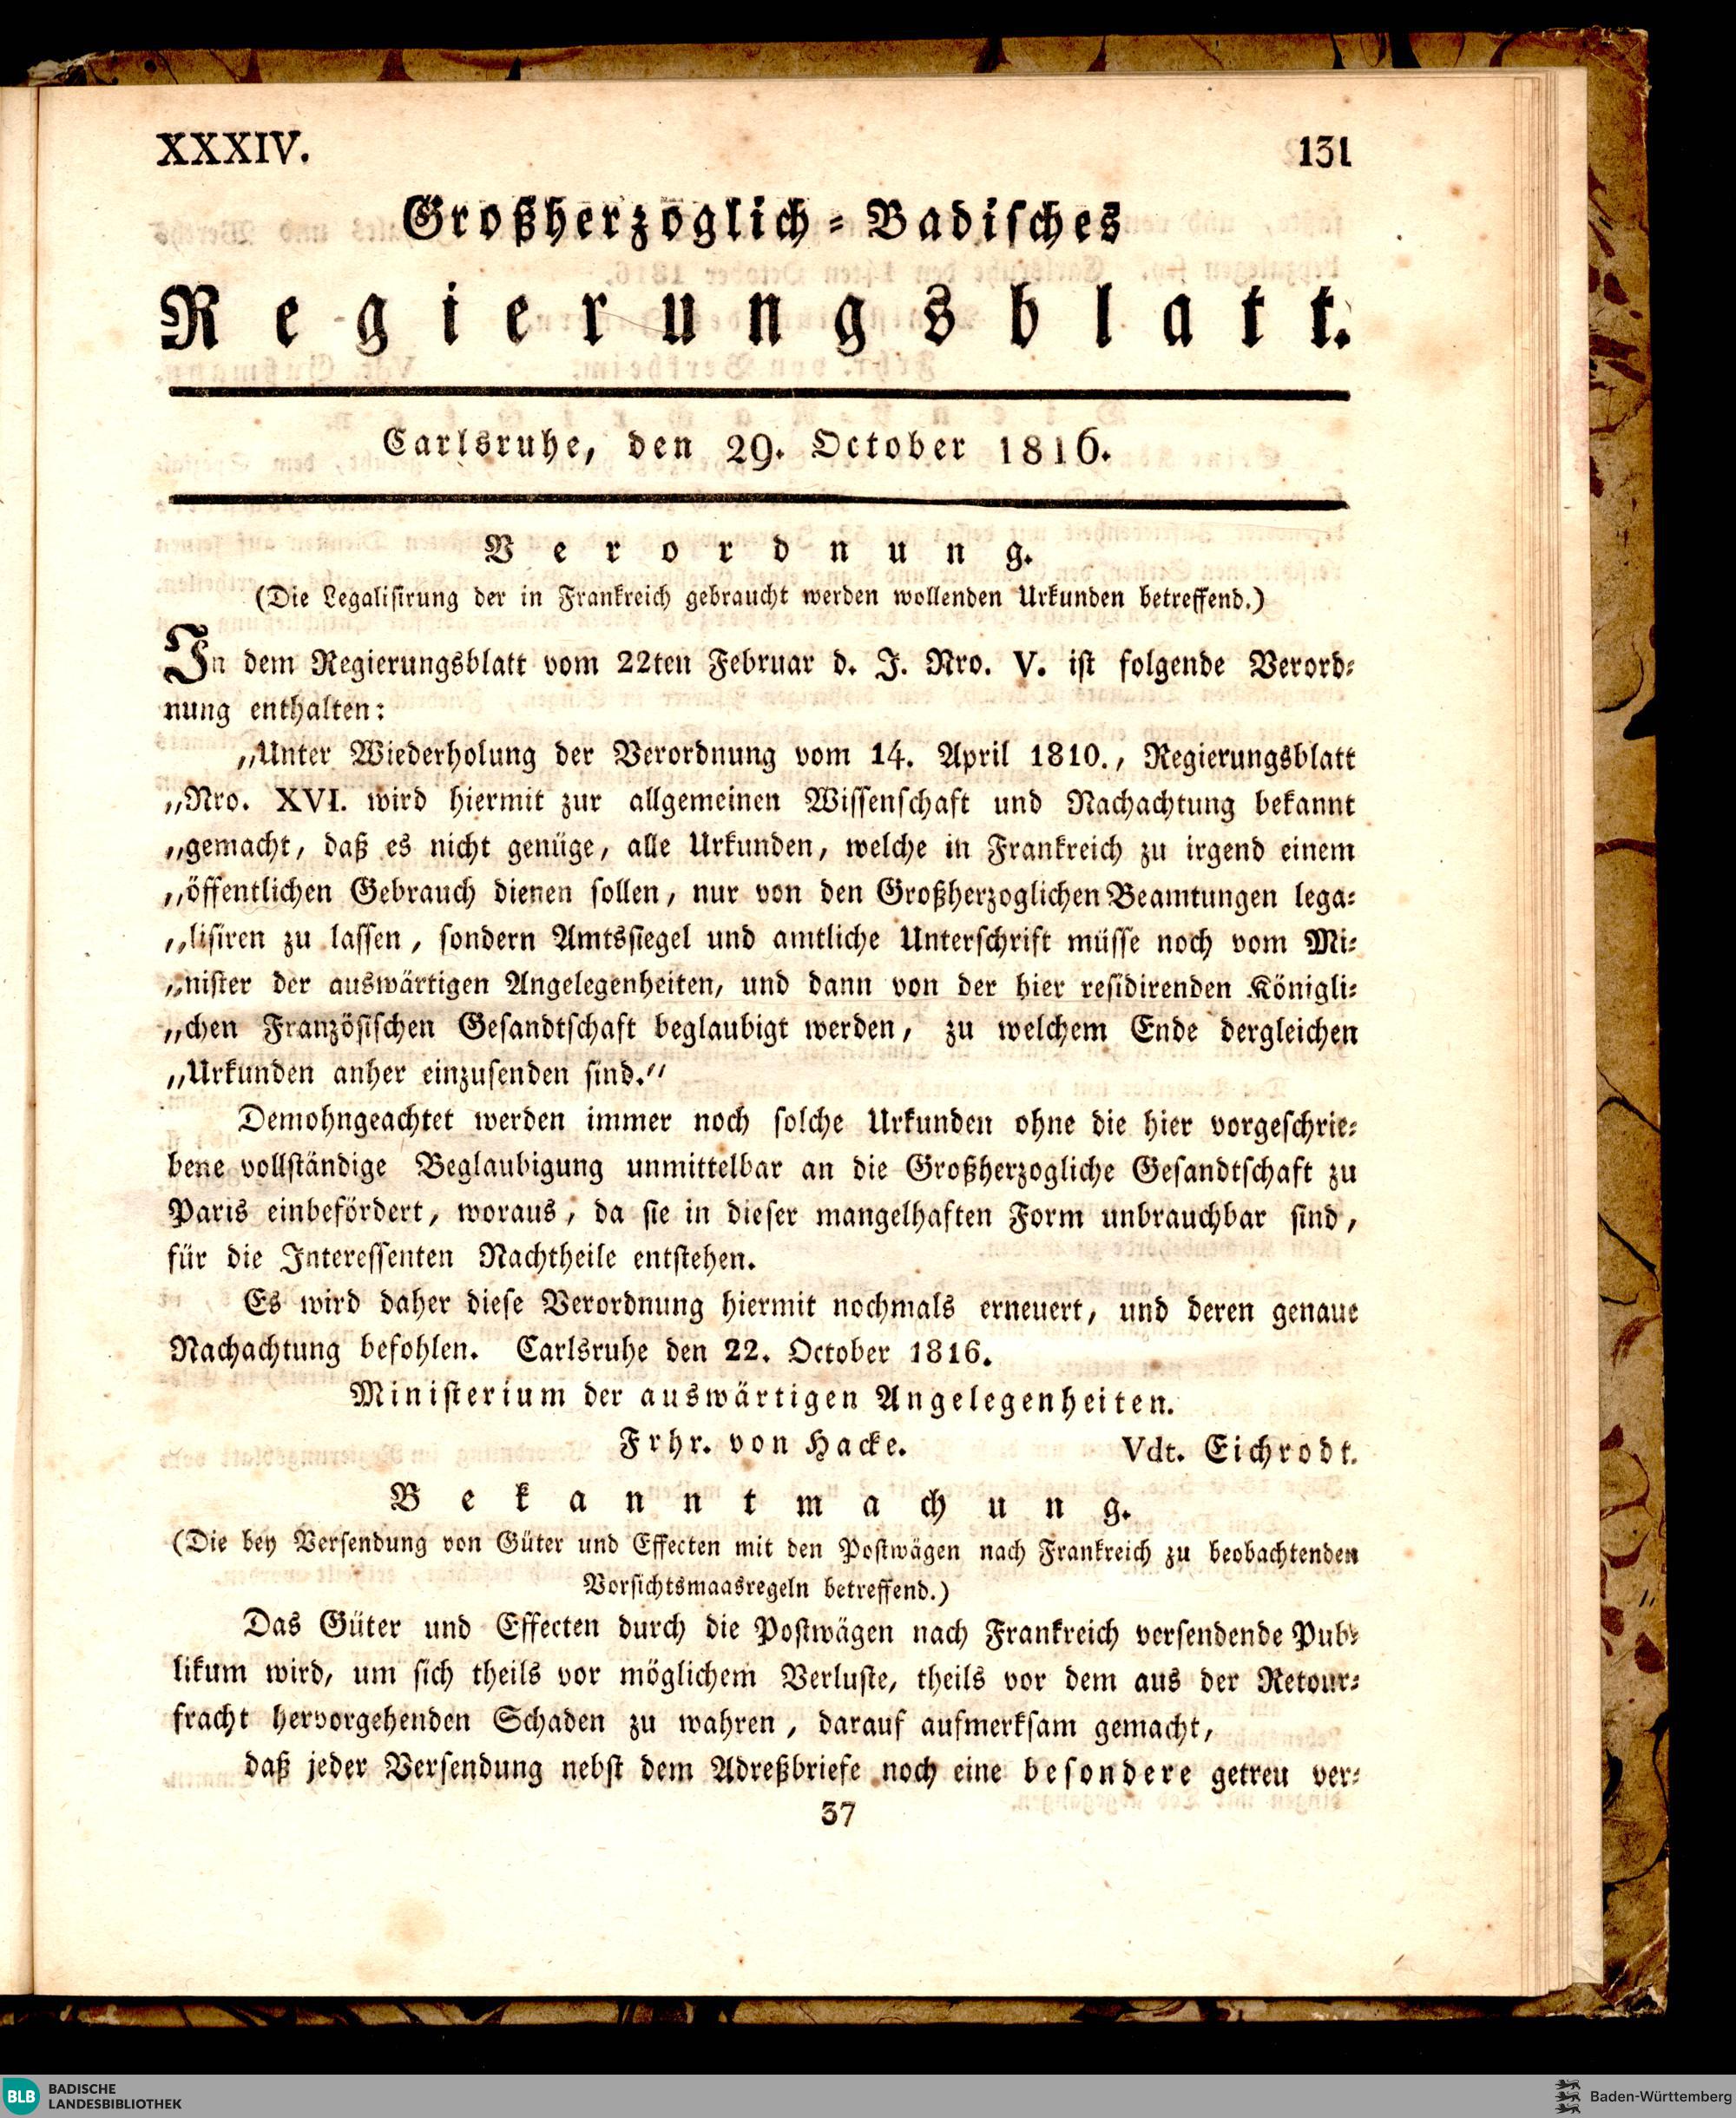 XXXIV. 131
Großherzoglich-Badisches
Regierungsblatt.
Carlsruhe, den 29. October 1816.
Verordnung.
(Die Legalisirung der in Frankreich gebraucht werden wollenden Urkunden betreffend.)
In dem Regierungsblatt vom 22ten Februar d. J. Nro. V. ist folgende Verord-
nung enthalten:
„Unter Wiederholung der Verordnung vom 14. April 1810., Regierungsblatt
„Nro. XVI. wird hiermit zur allgemeinen Wissenschaft und Nachachtung bekannt
„gemacht, daß es nicht genüge, alle Urkunden, welche in Frankreich zu irgend einem
„öffentlichen Gebrauch dienen sollen, nur von den Großherzoglichen Beamtungen lega-
„lisiren zu lassen, sondern Amtssiegel und amtliche Unterschrift müsse noch vom Mi-
„nister der auswärtigen Angelegenheiten, und dann von der hier residirenden Königli-
„chen Französischen Gesandtschaft beglaubigt werden, zu welchem Ende dergleichen
„Urkunden anher einzusenden sind.“
Demohngeachtet werden immer noch solche Urkunden ohne die hier vorgeschrie-
bene vollständige Beglaubigung unmittelbar an die Großherzogliche Gesandtschaft zu
Paris einbefördert, woraus, da sie in dieser mangelhaften Form unbrauchbar sind,
für die Interessenten Nachtheile entstehen.
Es wird daher diese Verordnung hiermit nochmals erneuert, und deren genaue
Nachachtung befohlen. Carlsruhe den 22. October 1816.
Ministerium der auswärtigen Angelegenheiten.
Frhr. von Hacke. Vdt. Eichrodt.
Bekanntmachung.
(Die bey Versendung von Güter und Effecten mit den Postwägen nach Frankreich zu beobachtenden
Vorsichtsmaasregeln betreffend.)
Das Güter und Effecten durch die Postwägen nach Frankreich versendende Pub-
likum wird, um sich theils vor möglichem Verluste, theils vor dem aus der Retour-
fracht hervorgehenden Schaden zu wahren, darauf aufmerksam gemacht,
daß jeder Versendung nebst dem Adreßbriefe noch eine besondere getreu ver-
37
BLB BADISCHE
LANDESBIBLIOTHEK
Baden-Württemberg